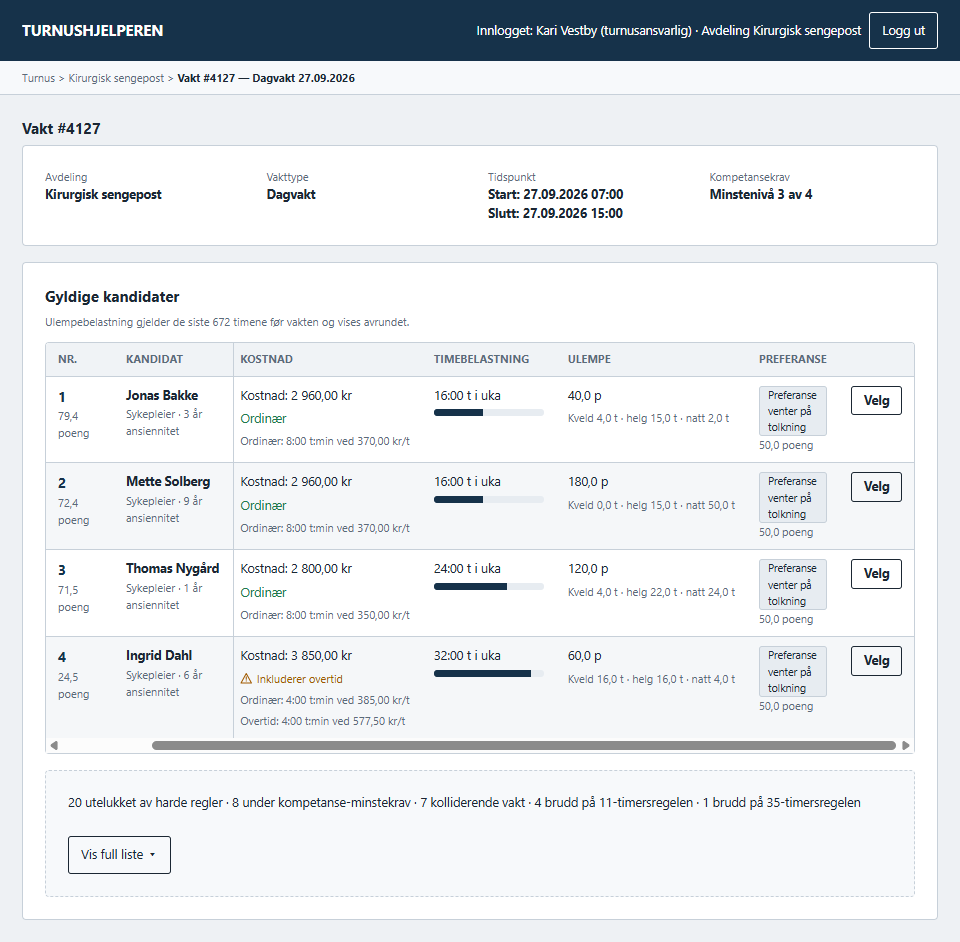 TURNUSHJELPEREN
Innlogget: Kari Vestby (turnusansvarlig) · Avdeling Kirurgisk sengepost
Logg ut
Turnus > Kirurgisk sengepost > Vakt #4127 — Dagvakt 27.09.2026
Vakt #4127
Avdeling
Kirurgisk sengepost
Vakttype
Dagvakt
Tidspunkt
Start: 27.09.2026 07:00
Slutt: 27.09.2026 15:00
Kompetansekrav
Minstenivå 3 av 4
Gyldige kandidater
Ulempebelastning gjelder de siste 672 timene før vakten og vises avrundet.
NR. KANDIDAT KOSTNAD TIMEBELASTNING ULEMPE PREFERANSE
1
79,4
poeng
Jonas Bakke
Sykepleier · 3 år
ansiennitet
Kostnad: 2 960,00 kr
Ordinær
Ordinær: 8:00 t:min ved 370,00 kr/t
16:00 t i uka
40,0 p
Kveld 4,0 t · helg 15,0 t · natt 2,0 t
Preferanse
venter på
tolkning
50,0 poeng
Velg
2
72,4
poeng
Mette Solberg
Sykepleier · 9 år
ansiennitet
Kostnad: 2 960,00 kr
Ordinær
Ordinær: 8:00 t:min ved 370,00 kr/t
16:00 t i uka
180,0 p
Kveld 0,0 t · helg 15,0 t · natt 50,0 t
Preferanse
venter på
tolkning
50,0 poeng
Velg
3
71,5
poeng
Thomas Nygård
Sykepleier · 1 år
ansiennitet
Kostnad: 2 800,00 kr
Ordinær
Ordinær: 8:00 t:min ved 350,00 kr/t
24:00 t i uka
120,0 p
Kveld 4,0 t · helg 22,0 t · natt 24,0 t
Preferanse
venter på
tolkning
50,0 poeng
Velg
4
24,5
poeng
Ingrid Dahl
Sykepleier · 6 år
ansiennitet
Kostnad: 3 850,00 kr
Inkluderer overtid
Ordinær: 4:00 t:min ved 385,00 kr/t
Overtid: 4:00 t:min ved 577,50 kr/t
32:00 t i uka
60,0 p
Kveld 16,0 t · helg 16,0 t · natt 4,0 t
Preferanse
venter på
tolkning
50,0 poeng
Velg
20 utelukket av harde regler · 8 under kompetanse-minstekrav · 7 kolliderende vakt · 4 brudd på 11-timersregelen · 1 brudd på 35-timersregelen
Vis full liste